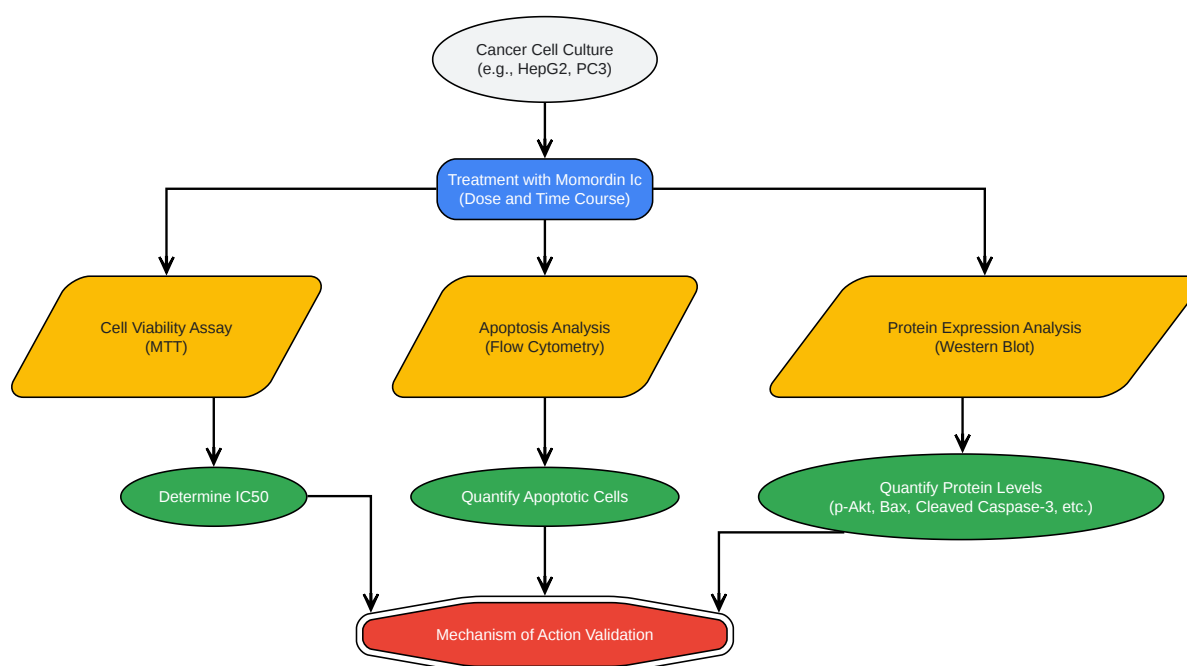 Cancer Cell Culture
(e.g., HepG2, PC3)
Treatment with Momordin Ic
(Dose and Time Course)
Cell Viability Assay
(MTT)
Apoptosis Analysis
(Flow Cytometry)
Protein Expression Analysis
(Western Blot)
Determine IC50
Quantify Apoptotic Cells
Quantify Protein Levels
(p-Akt, Bax, Cleaved Caspase-3, etc.)
Mechanism of Action Validation